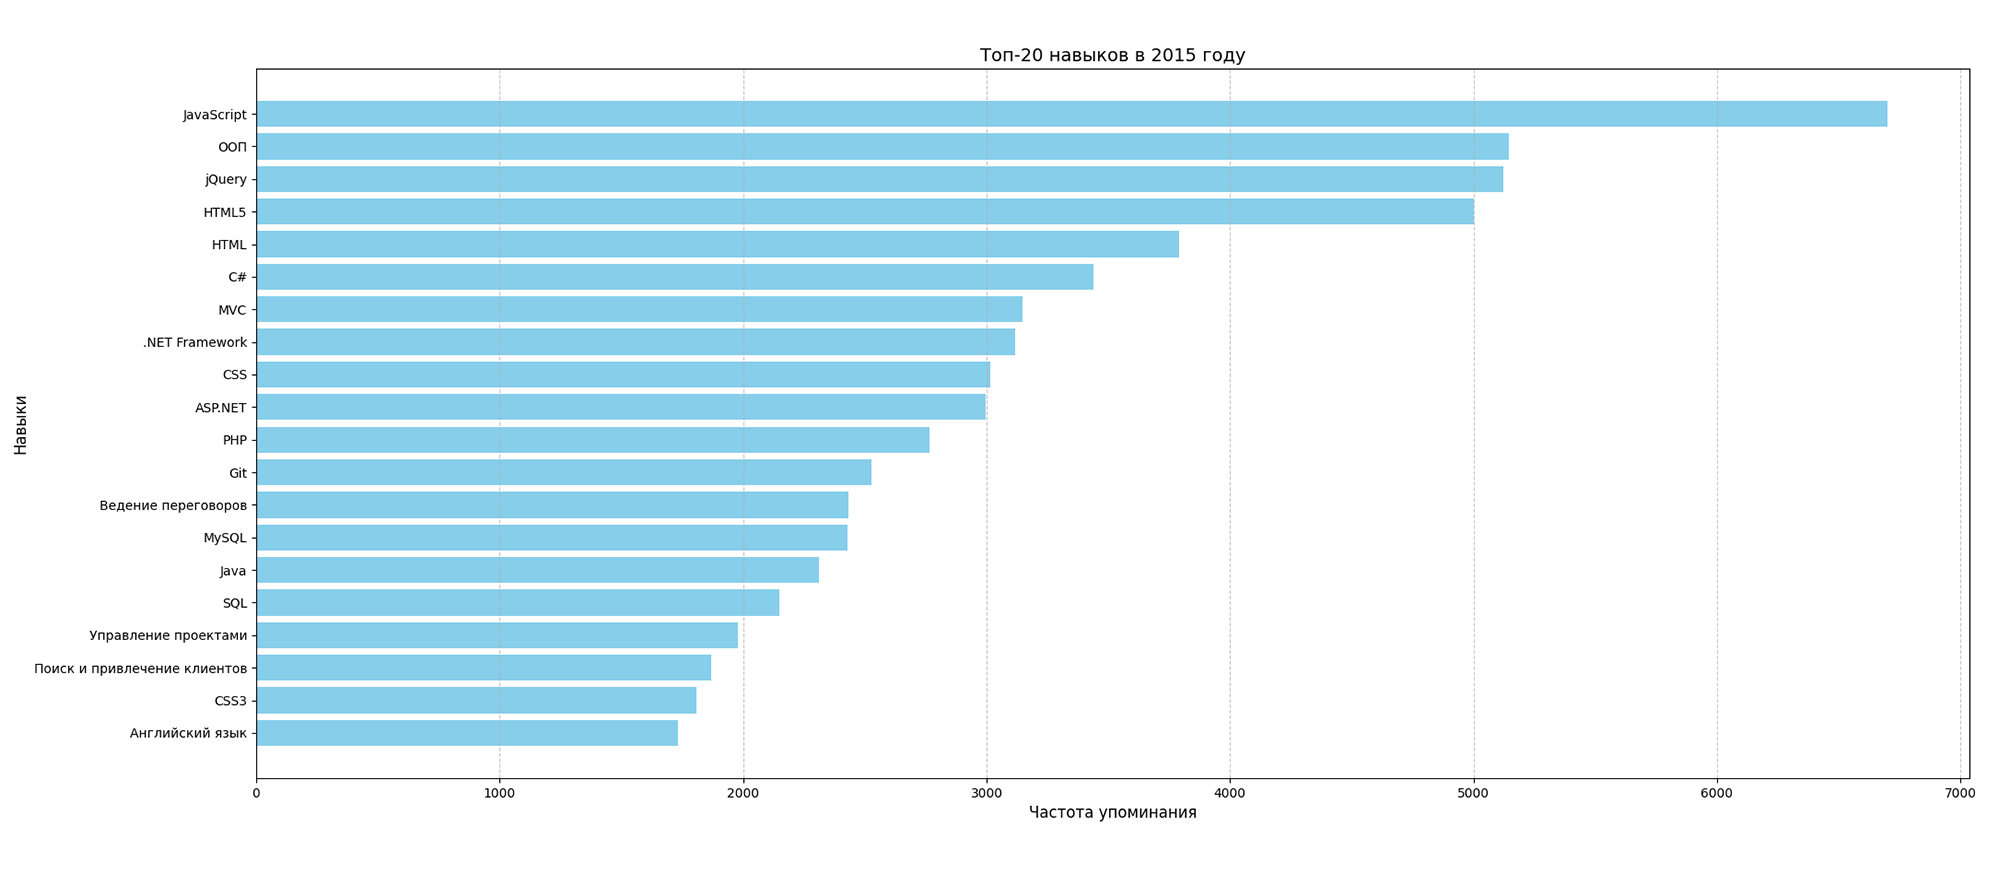 Топ-20 навыков в 2015 году
Навыки
JavaScript
ООП
jQuery
HTML5
HTML
C#
MVC
.NET Framework
CSS
ASP.NET
PHP
Git
Ведение переговоров
MySQL
Java
SQL
Управление проектами
Поиск и привлечение клиентов
CSS3
Английский язык
0 1000 2000 3000 4000 5000 6000 7000
Частота упоминания